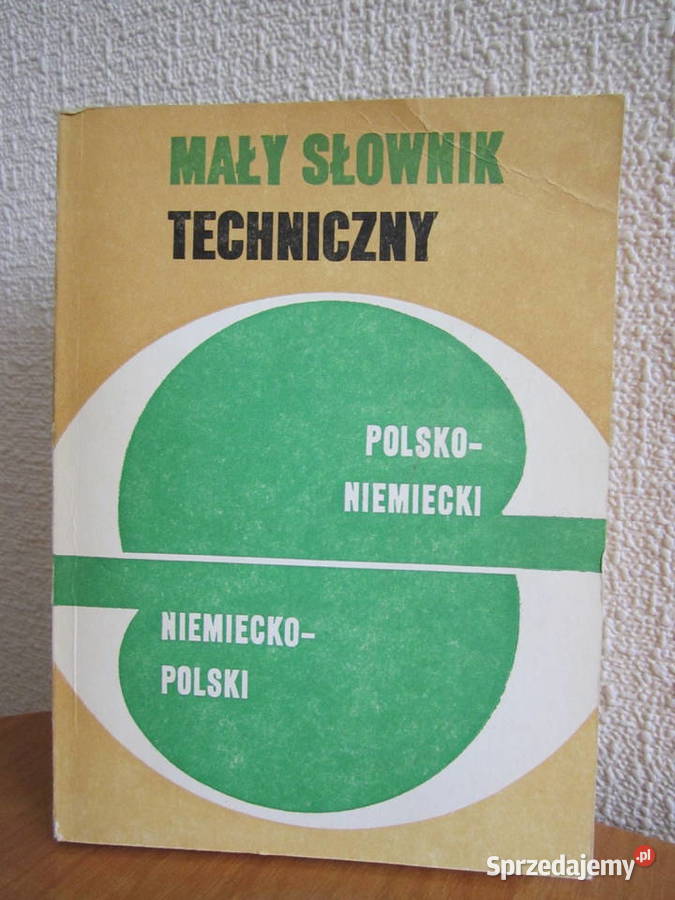 MAŁY SŁOWNIK
TECHNICZNY
POLSKO-
NIEMIECKI
NIEMIECKO-
POLSKI
Sprzedajemy.pl